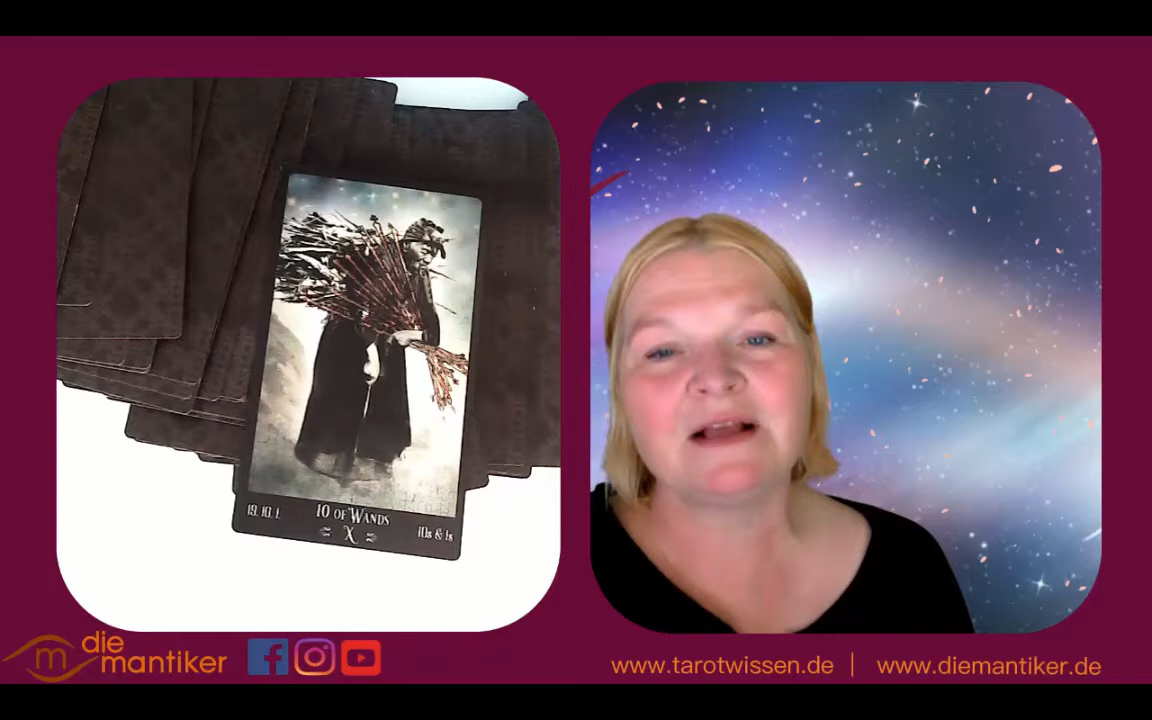 19. 10. 1.
10 OF WANDS
X
10s & 1s
die
mantiker
www.tarotwissen.de | www.diemantiker.de